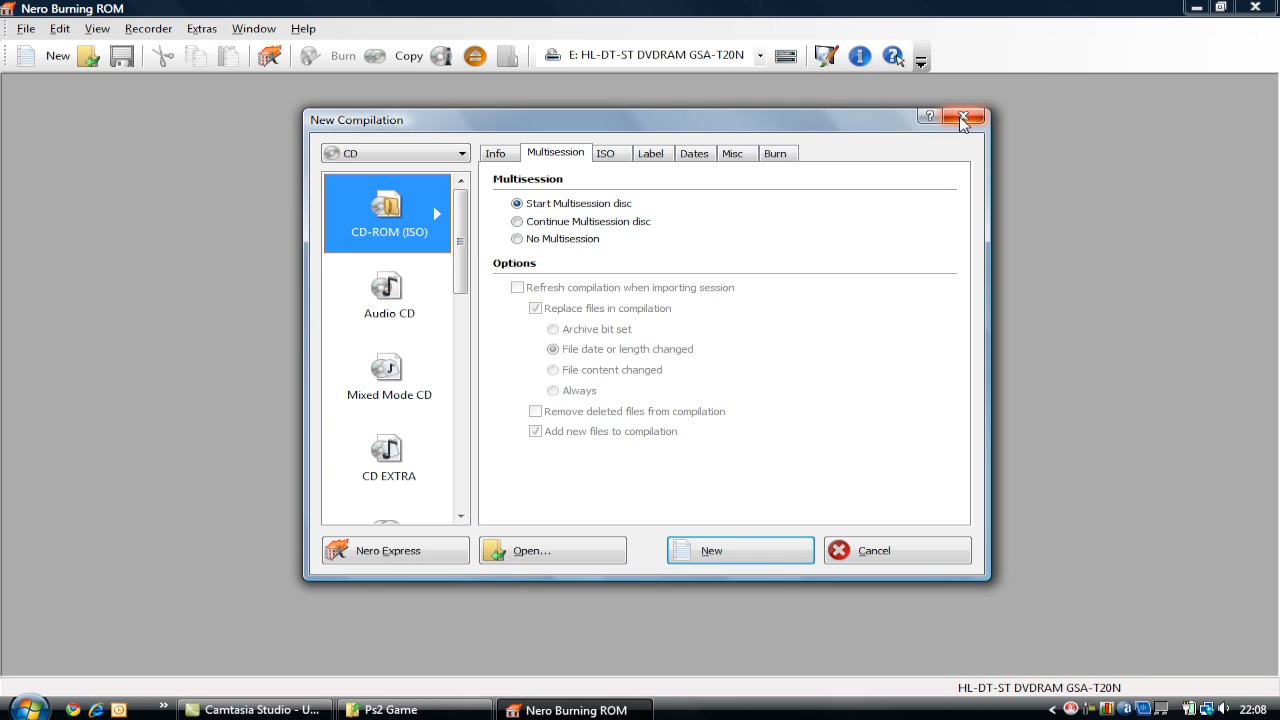 Nero Burning ROM
File Edit View Recorder Extras Window Help
New Burn Copy E: HL-DT-ST DVDRAM GSA-T20N
New Compilation
CD
Info Multisession ISO Label Dates Misc Burn
Multisession
CD-ROM (ISO)
Start Multisession disc
Continue Multisession disc
No Multisession
Options
Audio CD
Refresh compilation when importing session
Replace files in compilation
Archive bit set
File date or length changed
Mixed Mode CD
File content changed
Always
Remove deleted files from compilation
Add new files to compilation
CD EXTRA
Nero Express Open... New Cancel
HL-DT-ST DVDRAM GSA-T20N
Camtasia Studio - U... Ps2 Game Nero Burning ROM 22:08